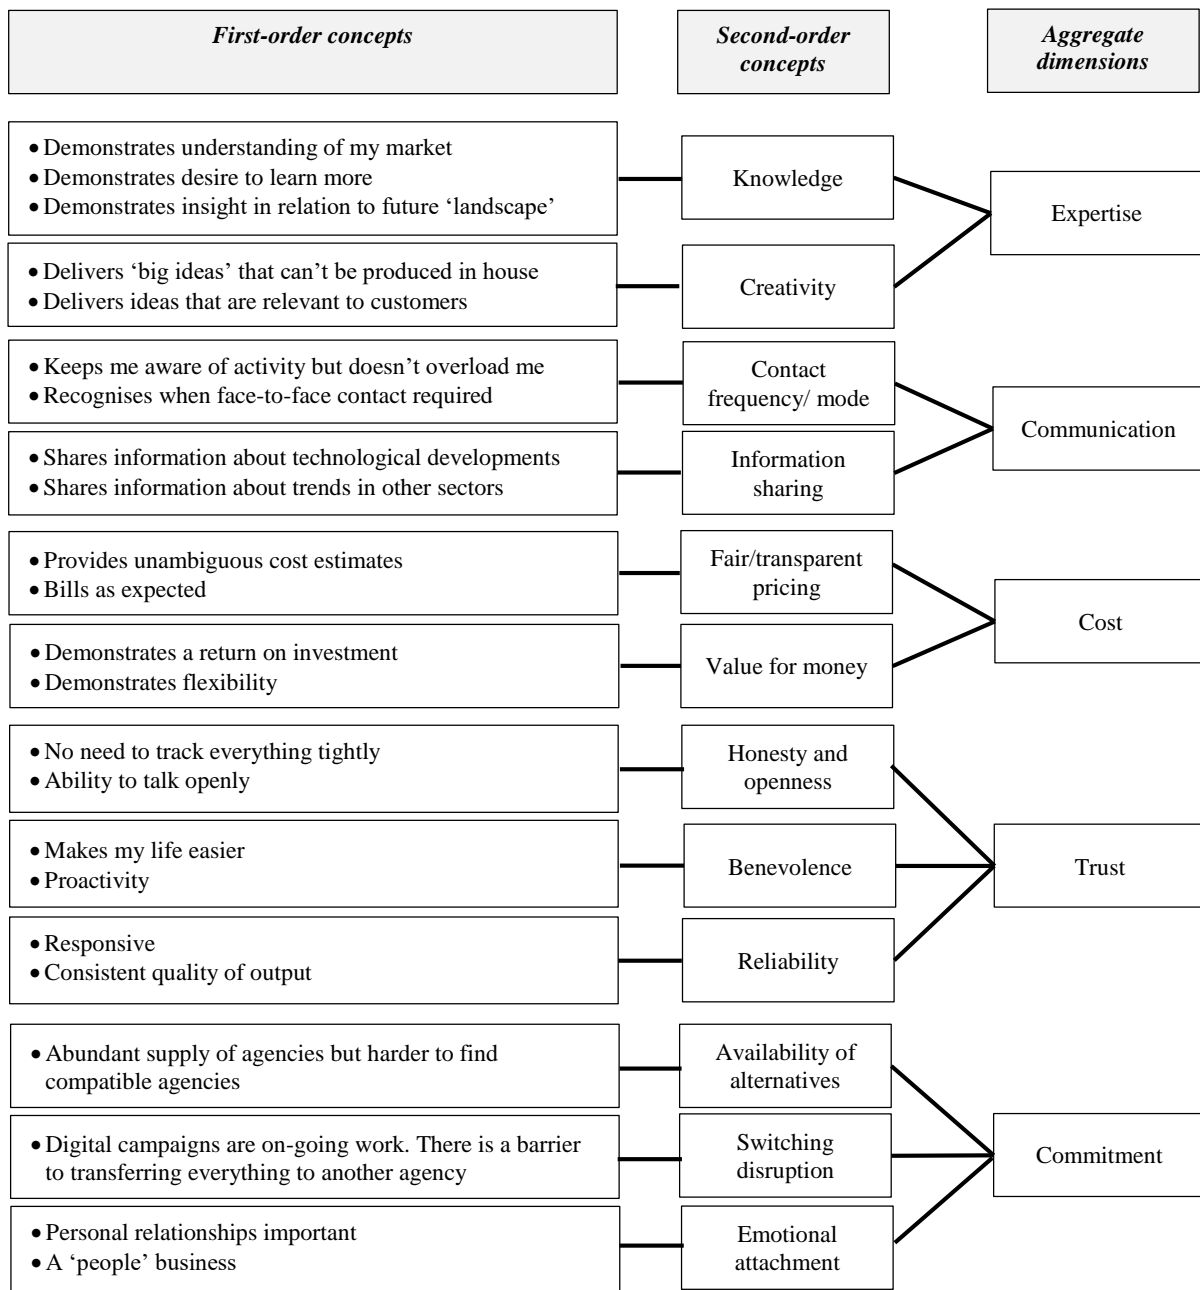 First-order concepts
Second-order
concepts
Aggregate
dimensions
• Demonstrates understanding of my market
• Demonstrates desire to learn more
• Demonstrates insight in relation to future ‘landscape’
Knowledge
Expertise
• Delivers ‘big ideas’ that can’t be produced in house
• Delivers ideas that are relevant to customers
Creativity
• Keeps me aware of activity but doesn’t overload me
• Recognises when face-to-face contact required
Contact
frequency/ mode
Communication
• Shares information about technological developments
• Shares information about trends in other sectors
Information
sharing
• Provides unambiguous cost estimates
• Bills as expected
Fair/transparent
pricing
Cost
• Demonstrates a return on investment
• Demonstrates flexibility
Value for money
• No need to track everything tightly
• Ability to talk openly
Honesty and
openness
• Makes my life easier
• Proactivity
Benevolence
Trust
• Responsive
• Consistent quality of output
Reliability
• Abundant supply of agencies but harder to find
compatible agencies
Availability of
alternatives
• Digital campaigns are on-going work. There is a barrier
to transferring everything to another agency
Switching
disruption
Commitment
• Personal relationships important
• A ‘people’ business
Emotional
attachment